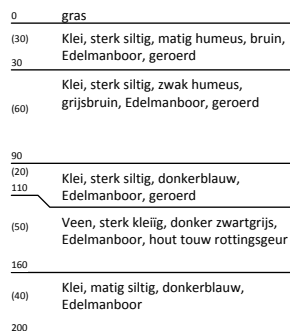 0 gras
(30) Klei, sterk siltig, matig humeus, bruin,
Edelmanboor, geroerd
30
Klei, sterk siltig, zwak humeus,
grijsbruin, Edelmanboor, geroerd
(60)
90
(20) Klei, sterk siltig, donkerblauw,
110 Edelmanboor, geroerd
(50) Veen, sterk kleiïg, donker zwartgrijs,
Edelmanboor, hout touw rottingsgeur
160
(40) Klei, matig siltig, donkerblauw,
Edelmanboor
200